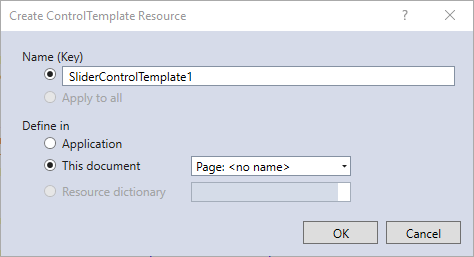 Create ControlTemplate Resource
Name (Key)
SliderControlTemplate1
Apply to all
Define in
Application
This document Page: <no name>
Resource dictionary
OK Cancel